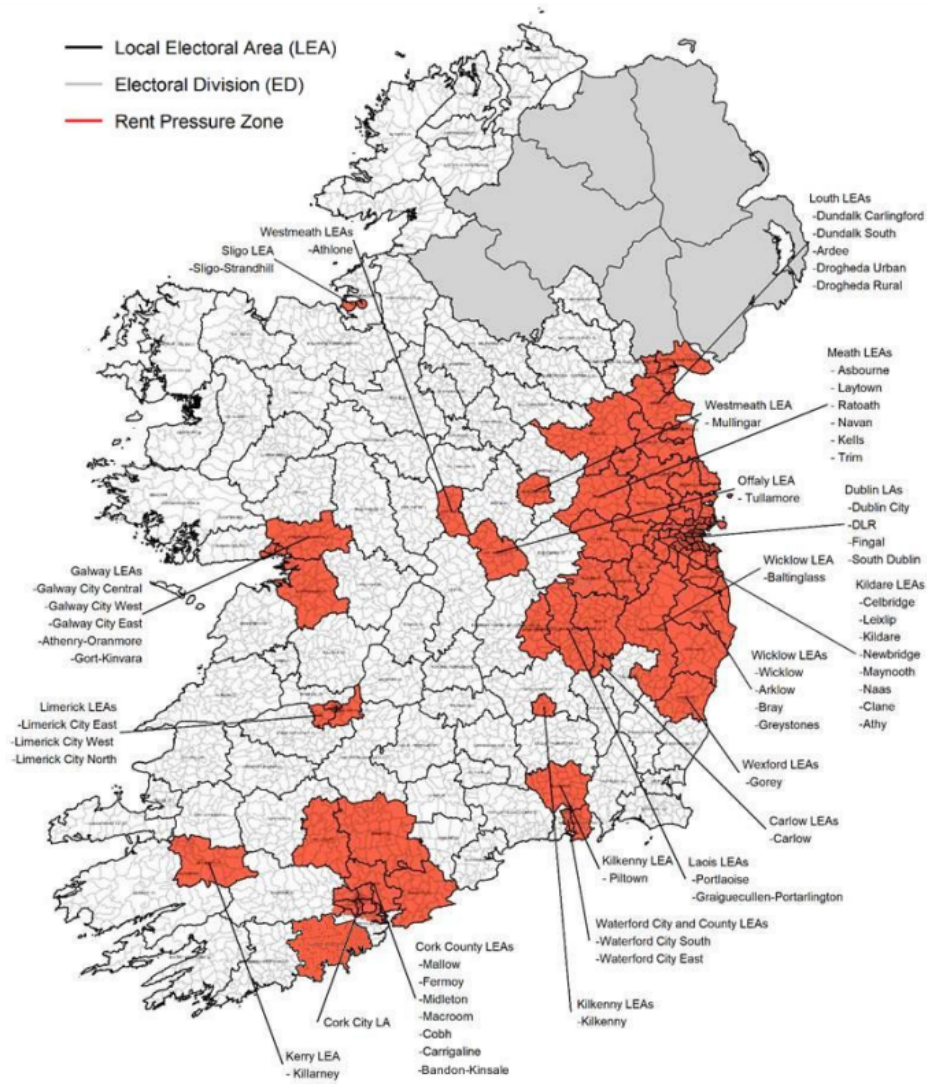 Local Electoral Area (LEA)
Electoral Division (ED)
Rent Pressure Zone
Louth LEAs
-Dundalk Carlingford
-Dundalk South
-Ardee
-Drogheda Urban
-Drogheda Rural
Westmeath LEAs
-Athlone
Sligo LEA
-Sligo-Strandhill
Meath LEAs
- Asbourne
- Laytown
- Ratoath
- Navan
- Kells
- Trim
Westmeath LEA
- Mullingar
Offaly LEA
- Tullamore
Dublin LAs
-Dublin City
-DLR
-Fingal
-South Dublin
Wicklow LEA
-Baltinglass
Galway LEAs
-Galway City Central
-Galway City West
-Galway City East
-Athenry-Oranmore
-Gort-Kinvara
Kildare LEAs
-Celbridge
-Leixlip
-Kildare
-Newbridge
-Maynooth
-Naas
-Clane
-Athy
Wicklow LEAs
-Wicklow
-Arklow
-Bray
-Greystones
Limerick LEAs
-Limerick City East
-Limerick City West
-Limerick City North
Wexford LEAs
-Gorey
Carlow LEAs
-Carlow
Kilkenny LEA
- Piltown
Laois LEAs
-Portlaoise
-Graiguecullen-Portarlington
Waterford City and County LEAs
-Waterford City South
-Waterford City East
Cork County LEAs
-Mallow
-Fermoy
-Midleton
-Macroom
-Cobh
-Carrigaline
-Bandon-Kinsale
Kilkenny LEAs
-Kilkenny
Cork City LA
Kerry LEA
- Killarney